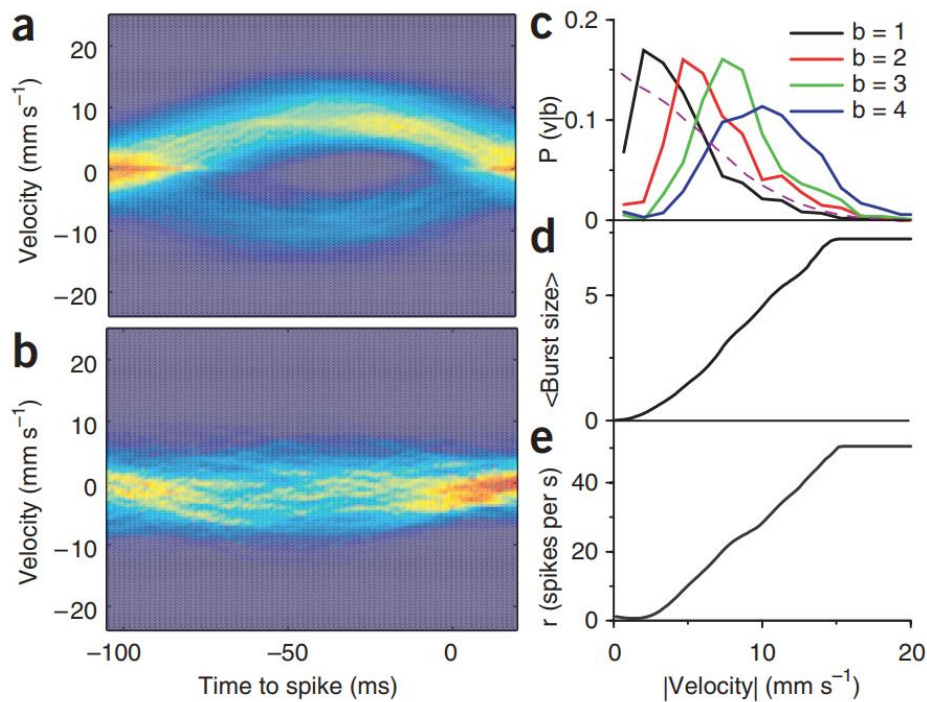 a
20
10
0
−10
−20
Velocity (mm s−1)
b
20
10
0
−10
−20
Velocity (mm s−1)
−100
−50
0
Time to spike (ms)
c
0.2
0.1
0
P (v|b)
b = 1
b = 2
b = 3
b = 4
d
5
0
<Burst size>
e
40
20
0
r (spikes per s)
0
10
20
|Velocity| (mm s−1)